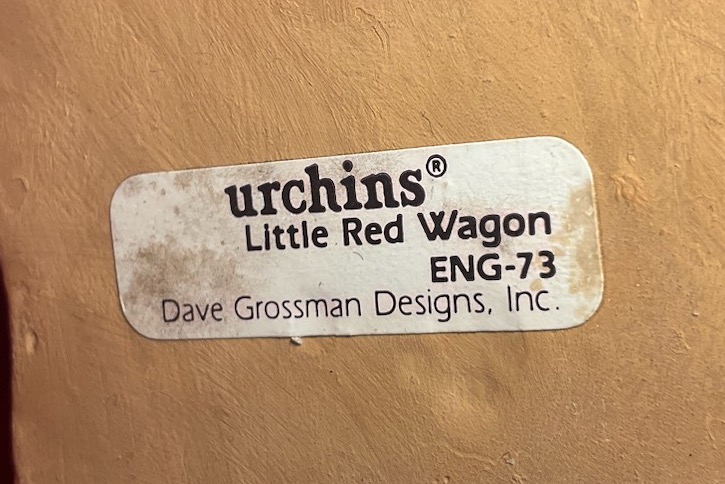 urchins®
Little Red Wagon
ENG-73
Dave Grossman Designs, Inc.